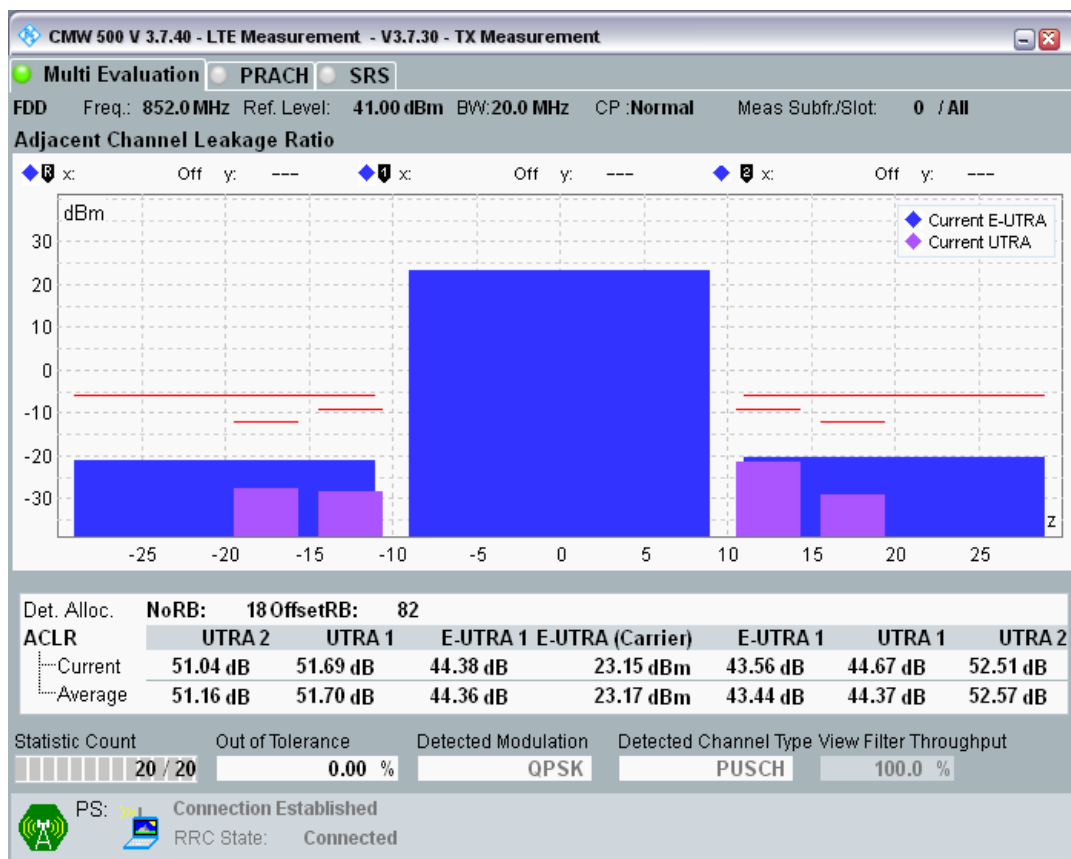 CMW 500 V 3.7.40 - LTE Measurement - V3.7.30 - TX Measurement
Multi Evaluation PRACH SRS
FDD Freq.: 852.0 MHz Ref. Level: 41.00 dBm BW: 20.0 MHz CP :Normal Meas Subfr./Slot: 0 / All
Adjacent Channel Leakage Ratio
R x: Off y: --- 1 x: Off y: --- 2 x: Off y: ---
dBm
Current E-UTRA
Current UTRA
30
20
10
0
-10
-20
-30
z
-25 -20 -15 -10 -5 0 5 10 15 20 25
Det. Alloc. NoRB: 18 OffsetRB: 82
ACLR UTRA 2 UTRA 1 E-UTRA 1 E-UTRA (Carrier) E-UTRA 1 UTRA 1 UTRA 2
Current 51.04 dB 51.69 dB 44.38 dB 23.15 dBm 43.56 dB 44.67 dB 52.51 dB
Average 51.16 dB 51.70 dB 44.36 dB 23.17 dBm 43.44 dB 44.37 dB 52.57 dB
Statistic Count Out of Tolerance Detected Modulation Detected Channel Type View Filter Throughput
20 / 20 0.00 % QPSK PUSCH 100.0 %
PS: Connection Established
RRC State: Connected